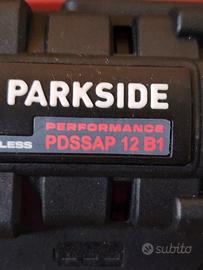 PARKSIDE
PERFORMANCE
LESS PDSSAP 12 B1
subito